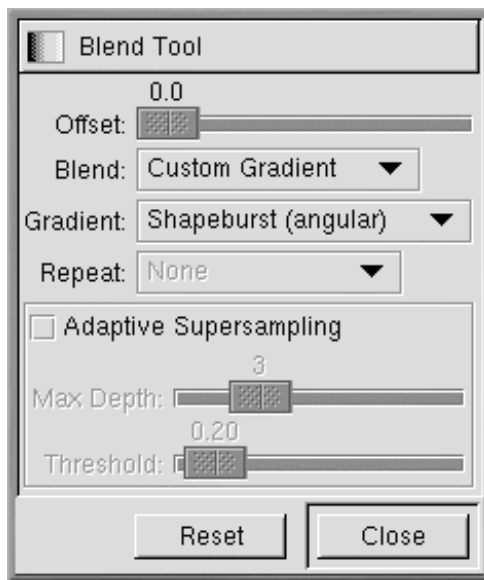 Blend Tool
0.0
Offset:
Blend: Custom Gradient
Gradient: Shapeburst (angular)
Repeat: None
Adaptive Supersampling
3
Max Depth:
0.20
Threshold:
Reset Close